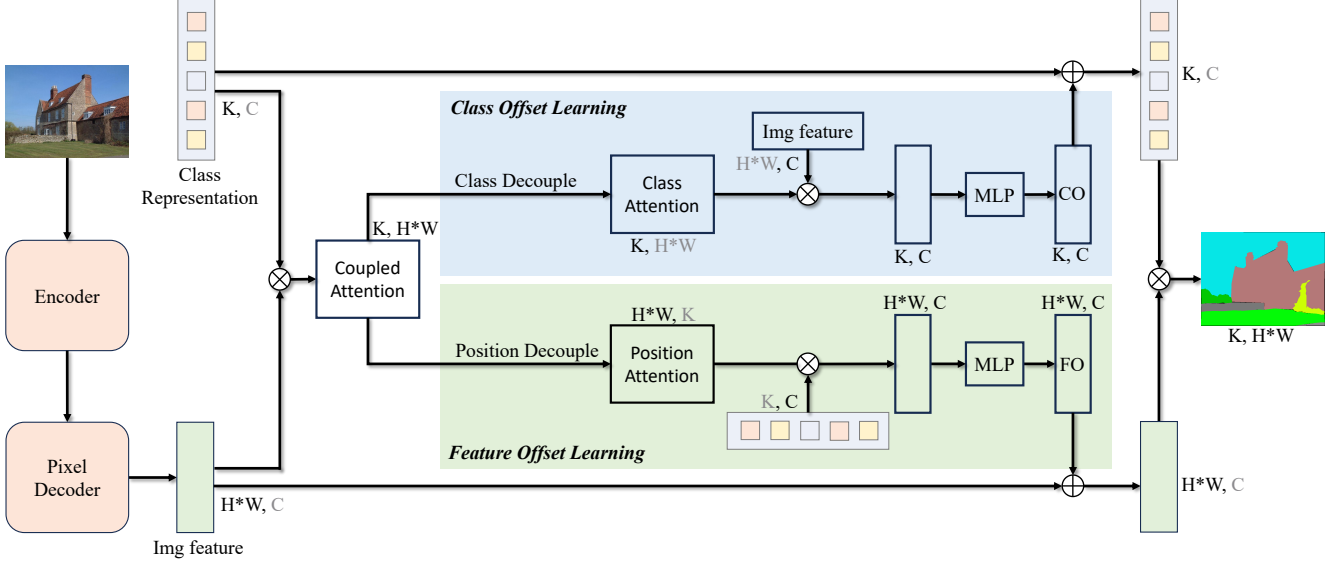 K, C
Class
Representation
Encoder
Pixel
Decoder
H*W, C
Img feature
Coupled
Attention
K, H*W
Class Offset Learning
Class Decouple
Class
Attention
K, H*W
Img feature
H*W, C
K, C
MLP
CO
K, C
Position Decouple
H*W, K
Position
Attention
K, C
H*W, C
MLP
H*W, C
FO
Feature Offset Learning
K, C
K, H*W
H*W, C